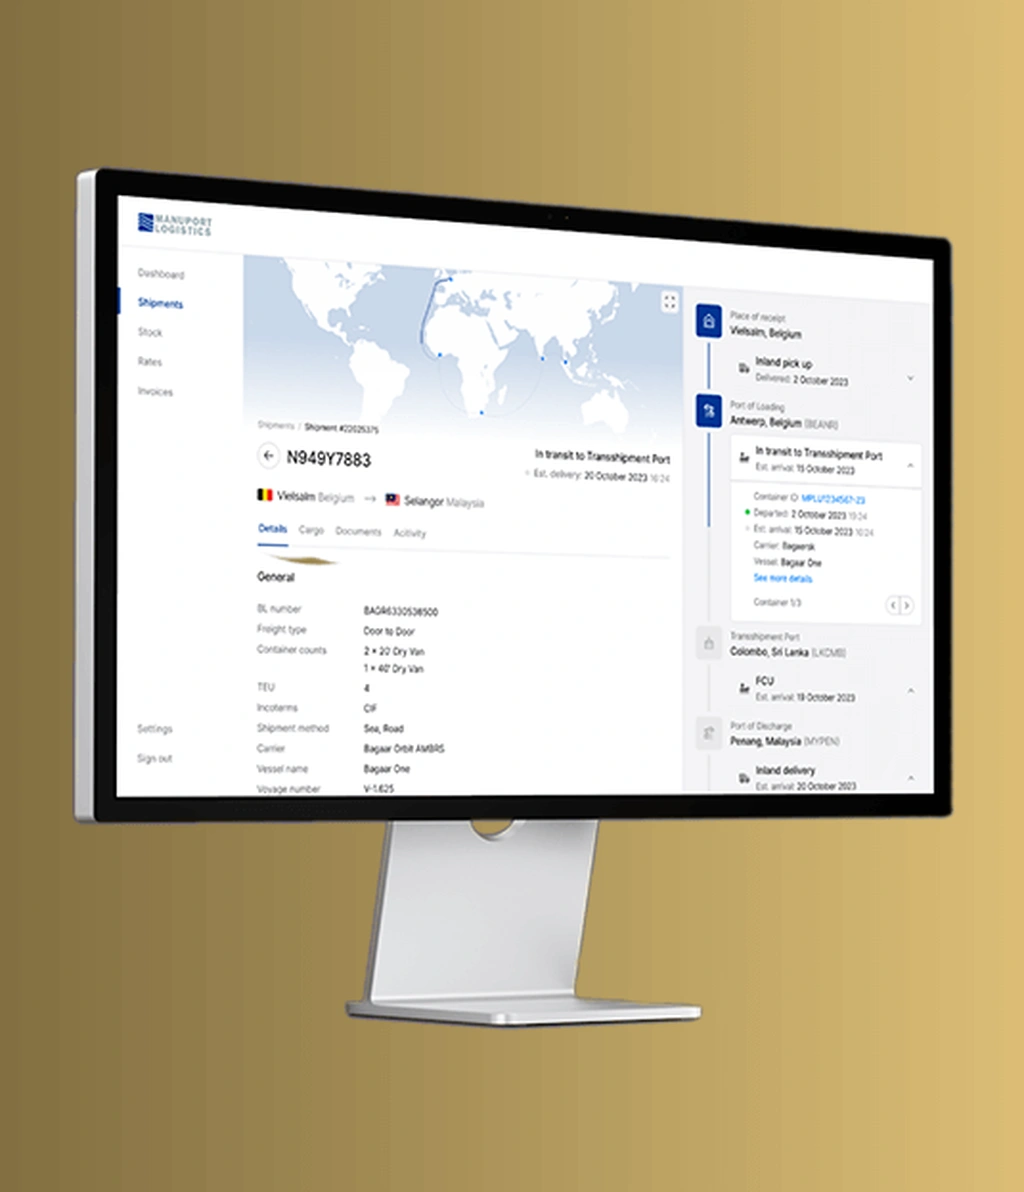 MANUPORT
LOGISTICS
Dashboard
Shipments
Stock
Rates
Invoices
Settings
Sign out
Shipments / Shipment #22025375
N949Y7883
In transit to Transshipment Port
Est. delivery: 20 October 2023 16:24
Vielsalm Belgium → Selangor Malaysia
Details Cargo Documents Acitivity
General
BL number BAGR6330538500
Freight type Door to Door
Container counts 2 × 20' Dry Van
1 × 40' Dry Van
TEU 4
Incoterms CIF
Shipment method Sea, Road
Carrier Bagaar Orbit AMBRS
Vessel name Bagaar One
Voyage number V-1.625
Place of receipt
Vielsalm, Belgium
Inland pick up
Delivered: 2 October 2023
Port of Loading
Antwerp, Belgium (BEANR)
In transit to Transshipment Port
Est. arrival: 15 October 2023
Container ID MPLU1234567-23
Departed: 2 October 2023 19:24
Est. arrival: 15 October 2023 10:24
Carrier: Bagaersk
Vessel: Bagaar One
See more details
Container 1/3
Transshipment Port
Colombo, Sri Lanka (LKCMB)
FCU
Est. arrival: 19 October 2023
Port of Discharge
Penang, Malaysia (MYPEN)
Inland delivery
Est. arrival: 20 October 2023